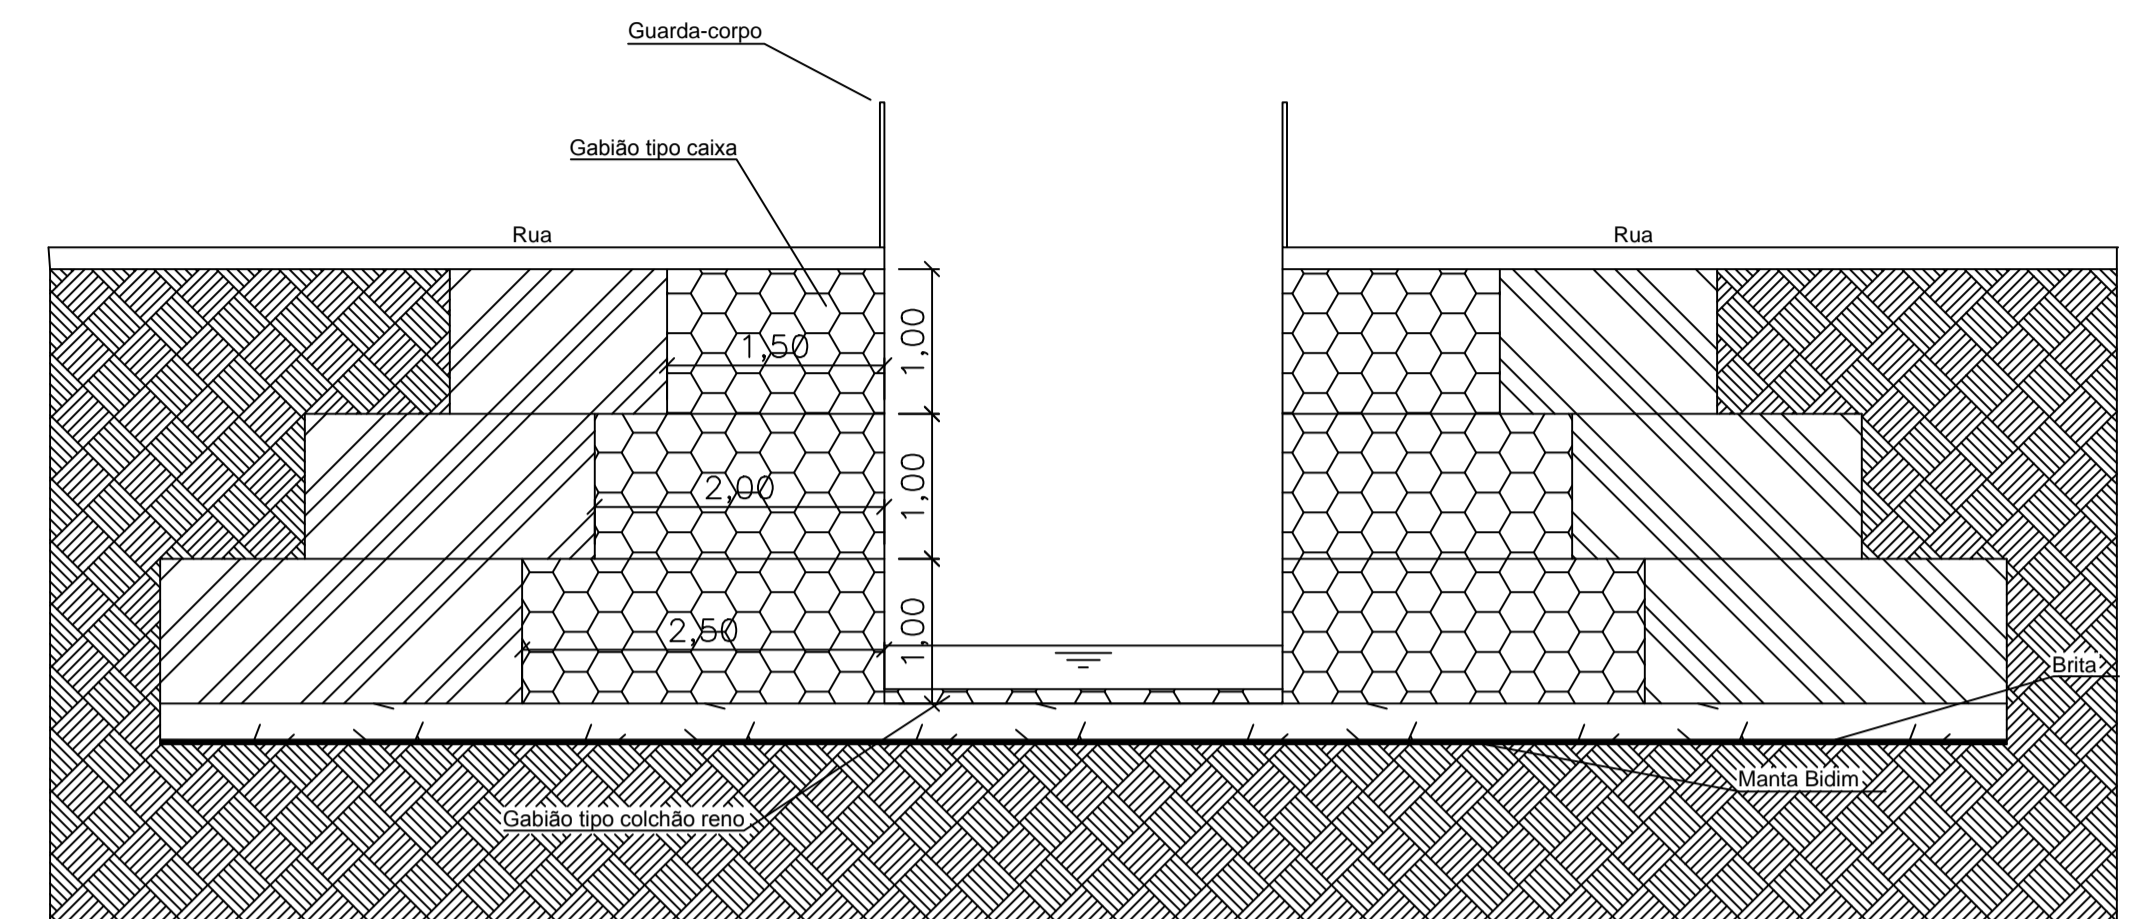 Guarda-corpo
Gabião tipo caixa
Rua
Rua
1,50
1,00
2,00
1,00
2,50
1,00
Brita
Manta Bidim
Gabião tipo colchão reno